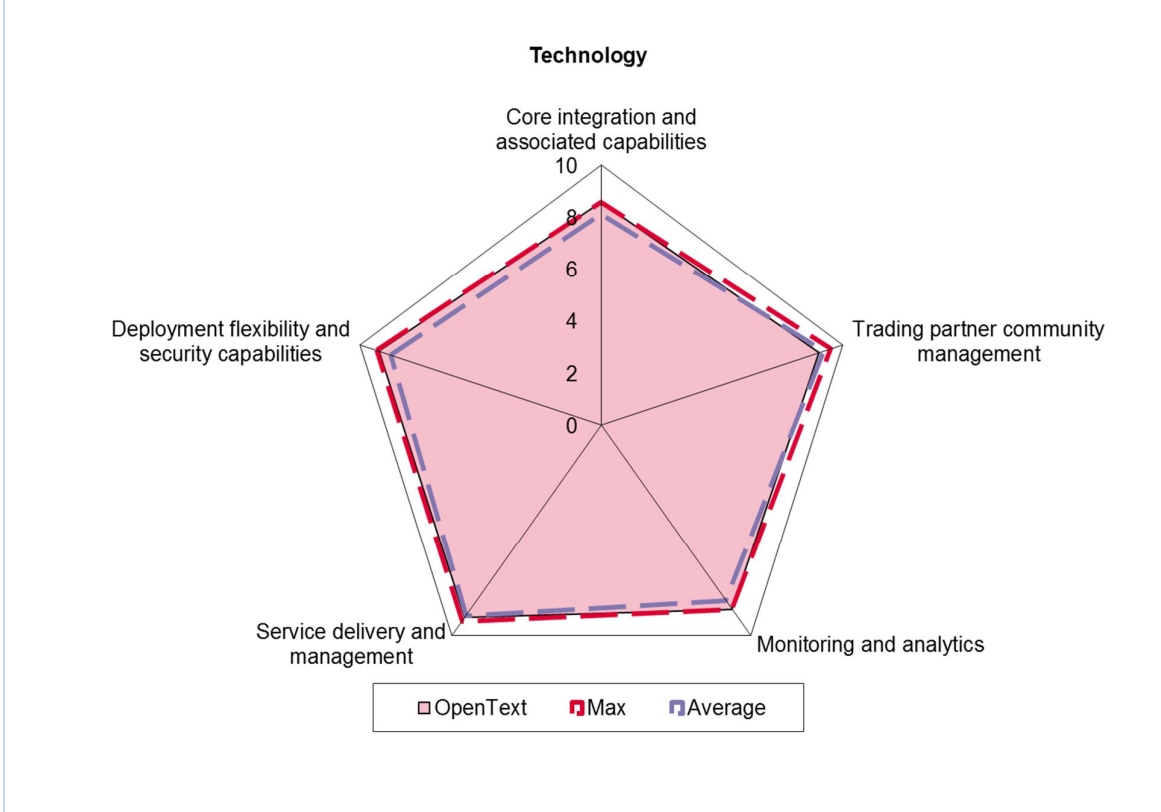 Technology
Core integration and
associated capabilities
10
8
6
4
2
0
Deployment flexibility and
security capabilities
Trading partner community
management
Service delivery and
management
Monitoring and analytics
OpenText Max Average